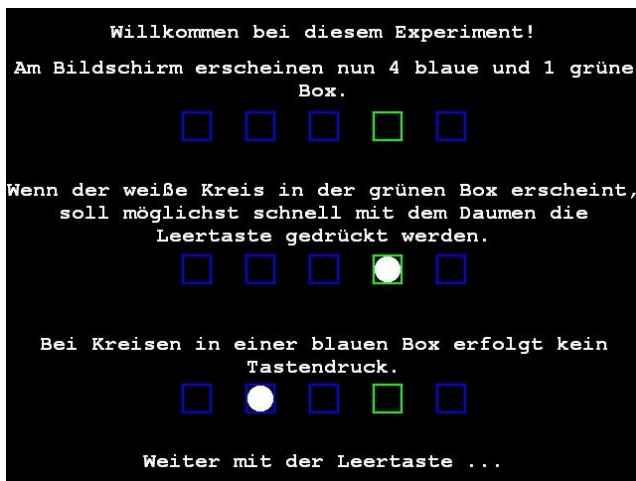 Willkommen bei diesem Experiment!
Am Bildschirm erscheinen nun 4 blaue und 1 grüne
Box.
Wenn der weiße Kreis in der grünen Box erscheint,
soll möglichst schnell mit dem Daumen die
Leertaste gedrückt werden.
Bei Kreisen in einer blauen Box erfolgt kein
Tastendruck.
Weiter mit der Leertaste ...